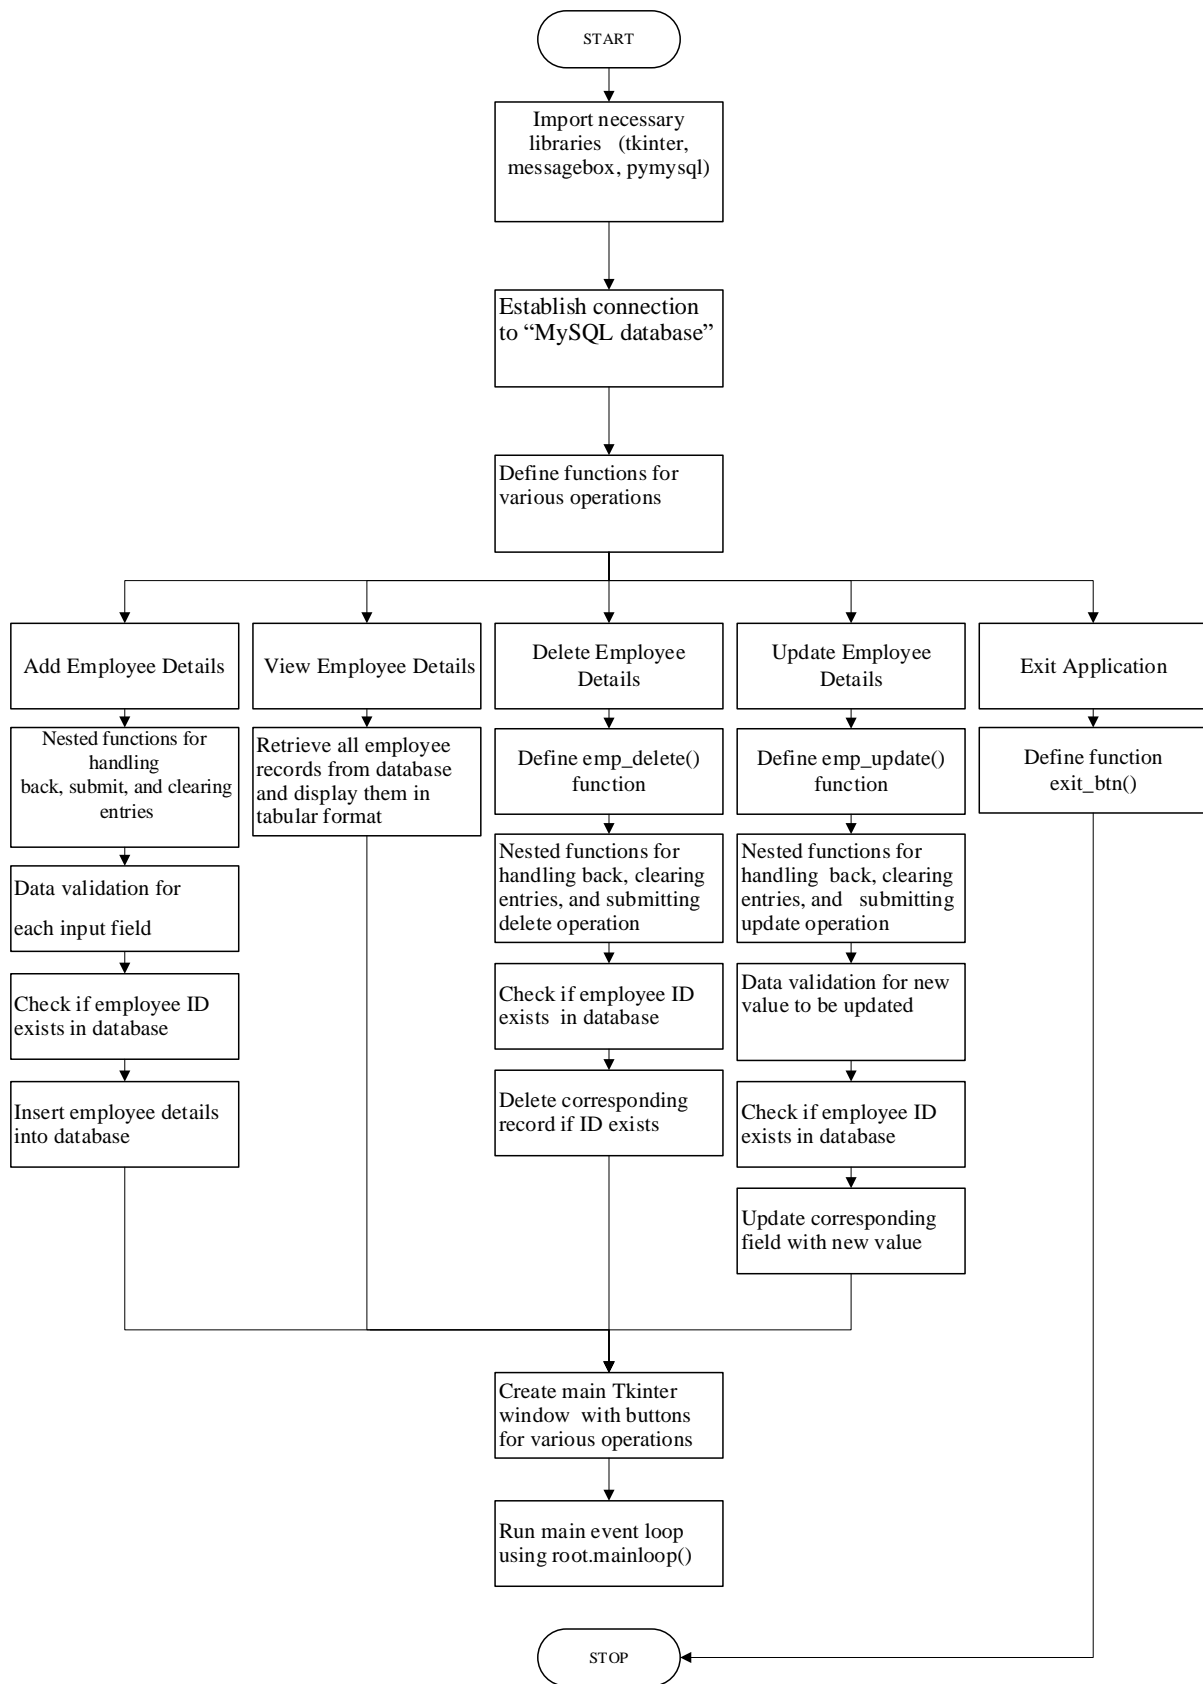 START
Import necessary
libraries (tkinter,
messagebox, pymysql)
Establish connection
to “MySQL database”
Define functions for
various operations
Add Employee Details
View Employee Details
Delete Employee
Details
Update Employee
Details
Exit Application
Nested functions for
handling
back, submit, and clearing
entries
Retrieve all employee
records from database
and display them in
tabular format
Define emp_delete()
function
Define emp_update()
function
Define function
exit_btn()
Data validation for
each input field
Nested functions for
handling back, clearing
entries, and submitting
delete operation
Nested functions for
handling back, clearing
entries, and submitting
update operation
Check if employee ID
exists in database
Check if employee ID
exists in database
Data validation for new
value to be updated
Insert employee details
into database
Delete corresponding
record if ID exists
Check if employee ID
exists in database
Update corresponding
field with new value
Create main Tkinter
window with buttons
for various operations
Run main event loop
using root.mainloop()
STOP